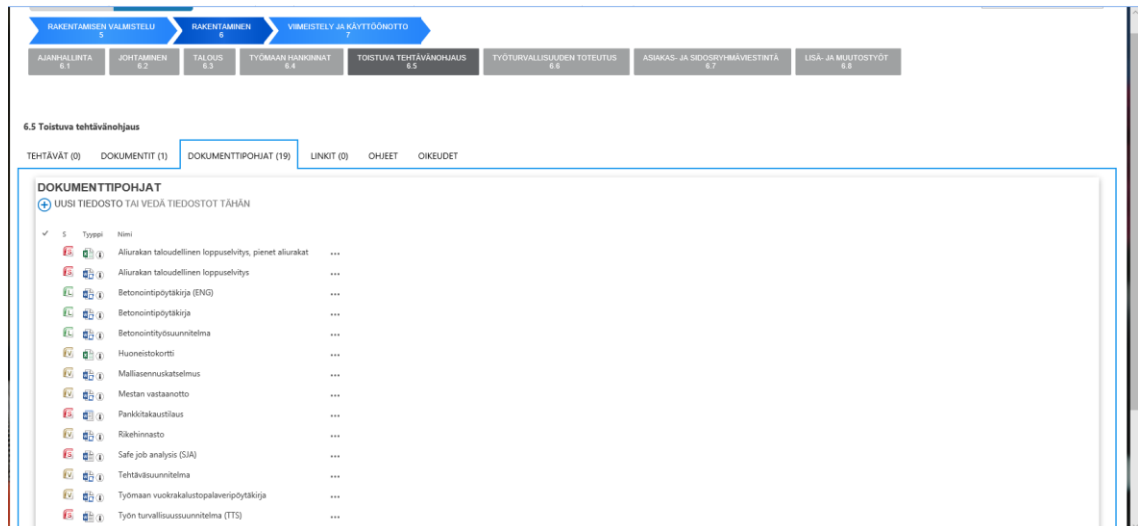 RAKENTAMISEN VALMISTELU RAKENTAMINEN VIIMEISTELY JA KÄYTTÖÖNOTTO
5 6 7
AJANHALLINTA JOHTAMINEN TALOUS TYÖMAAN HANKINNAT TOISTUVA TEHTÄVÄNOHJAUS TYÖTURVALLISUUDEN TOTEUTUS ASIAKAS- JA SIDOSRYHMÄVIESTINTÄ LISÄ- JA MUUTOSTYÖT
6.1 6.2 6.3 6.4 6.5 6.6 6.7 6.8
6.5 Toistuva tehtävänohjaus
TEHTÄVÄT (0) DOKUMENTIT (1) DOKUMENTTIPOHJAT (19) LINKIT (0) OHJEET OIKEUDET
DOKUMENTTIPOHJAT
UUSI TIEDOSTO TAI VEDÄ TIEDOSTOT TÄHÄN
S Tyyppi Nimi
Aliurakan taloudellinen loppuselvitys, pienet aliurakat ...
Aliurakan taloudellinen loppuselvitys ...
Betonointipöytäkirja (ENG) ...
Betonointipöytäkirja ...
Betonointityösuunnitelma ...
Huoneistokortti ...
Malliasennuskatselmus ...
Mestan vastaanotto ...
Pankkitakaustilaus ...
Rikehinnasto ...
Safe job analysis (SJA) ...
Tehtäväsuunnitelma ...
Työmaan vuokrakalustopalaveripöytäkirja ...
Työn turvallisuussuunnitelma (TTS) ...